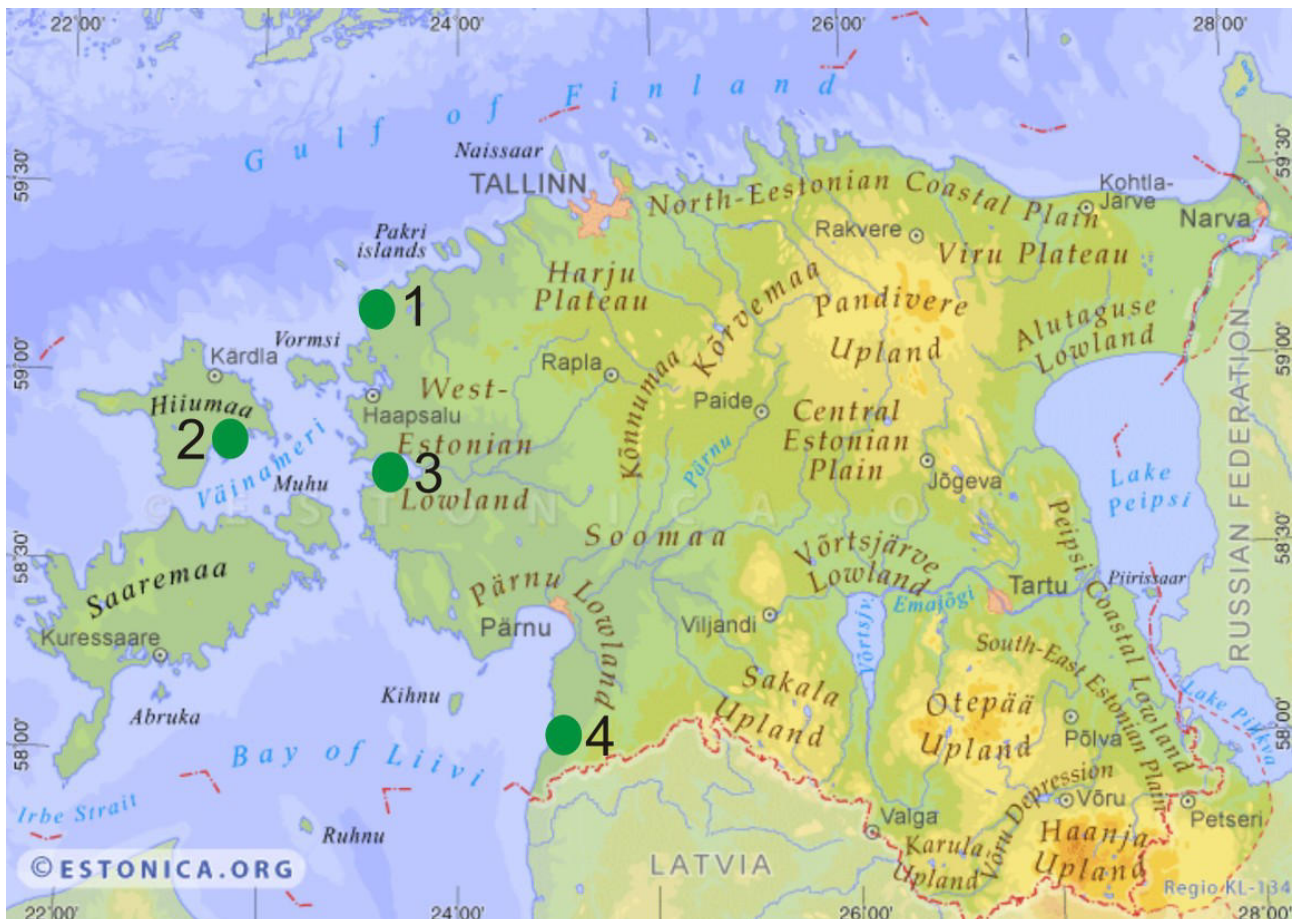 22°00'
24°00'
26°00'
28°00'
Gulf of Finland
59°30'
59°30'
Naissaar
TALLINN
North-Eestonian Coastal Plain
Kohtla-
Järve
Narva
Pakri
islands
Rakvere
Viru Plateau
Harju
Plateau
Kõrvemaa
Pandivere
Upland
Alutaguse
Lowland
1
Vormsi
Kärdla
59°00'
59°00'
Rapla
West-
Estonian
Lowland
Haapsalu
Hiiumaa
2
3
Väinameri
Muhu
Kõnnumaa
Paide
Pärnu
Central
Estonian
Plain
Jõgeva
Lake
Peipsi
RUSSIAN FEDERATION
© ESTONICA.OR
Soomaa
58°30'
58°30'
Saaremaa
Kuressaare
Abruka
Pärnu
Lowland
Pärnu
Võrtsjärve
Lowland
Emajõgi
Tartu
Piirissaar
Peipsi Coastal Lowland
Viljandi
Võrtsjv.
South-East Estonian Plain
Kihnu
Sakala
Upland
Otepää
Upland
Põlva
Lake Pihkva
4
58°00'
58°00'
Bay of Liivi
Irbe Strait
Ruhnu
Valga
Võru Depression
Võru
Petseri
Karula
Upland
Haanja
Upland
LATVIA
© ESTONICA.ORG
Regio KL-134
22°00'
24°00'
26°00'
28°00'